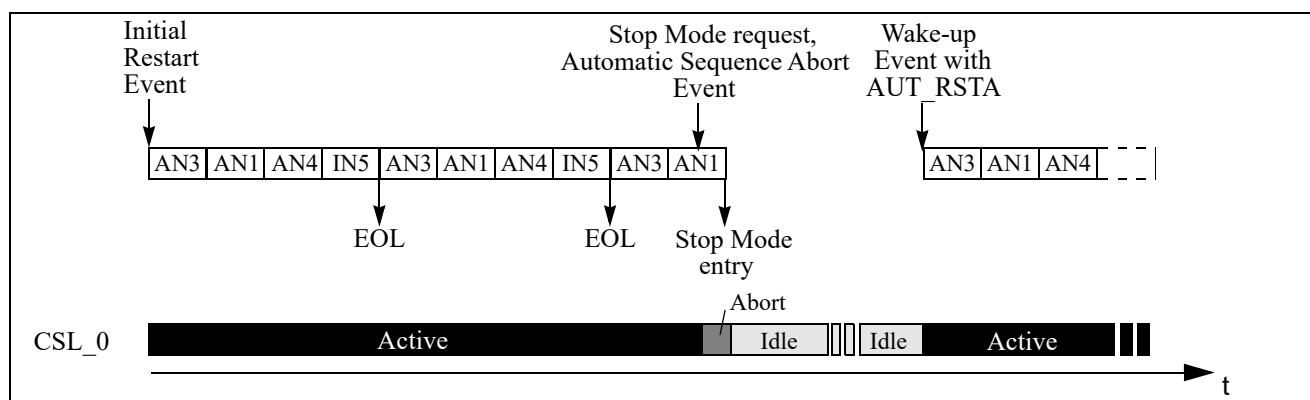 Initial
Restart
Event
Stop Mode request,
Automatic Sequence Abort
Event
Wake-up
Event with
AUT_RSTA
AN3 AN1 AN4 IN5 AN3 AN1 AN4 IN5 AN3 AN1 AN3 AN1 AN4
EOL EOL Stop Mode
entry
Abort
CSL_0 Active Idle Idle Active
t